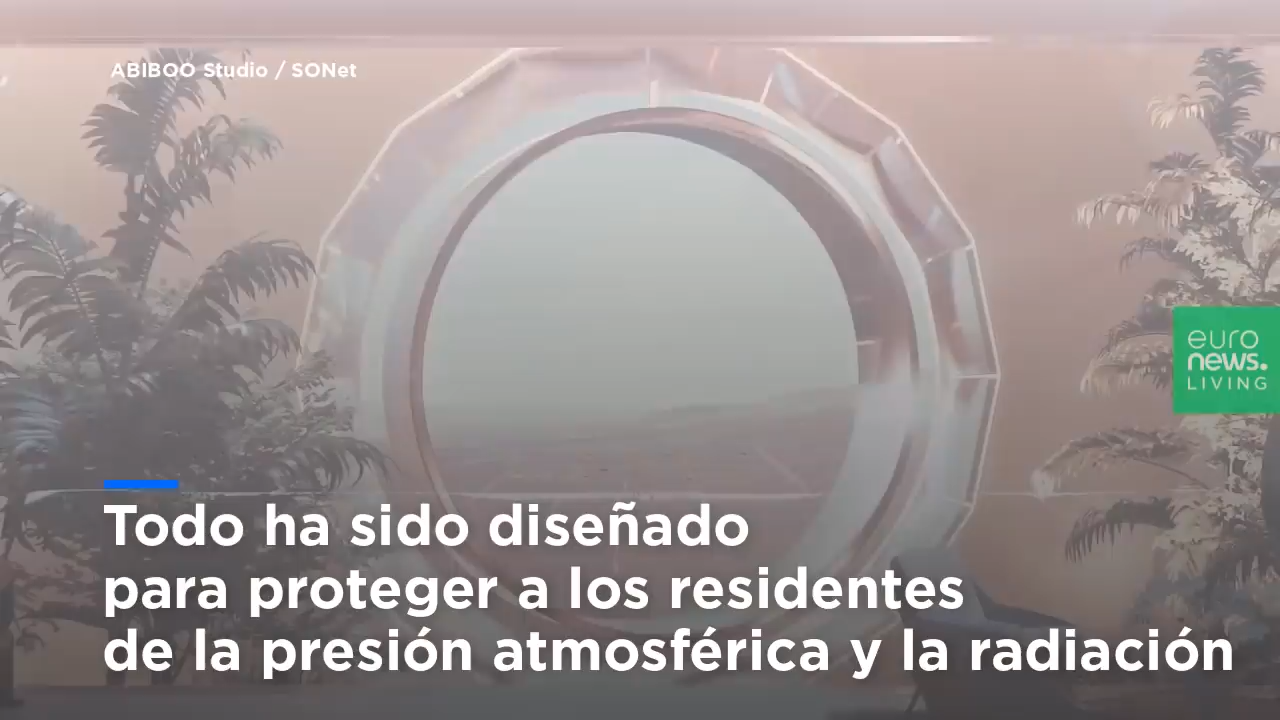 ABIBOO Studio / SONet
euro
news.
LIVING
Todo ha sido diseñado
para proteger a los residentes
de la presión atmosférica y la radiación